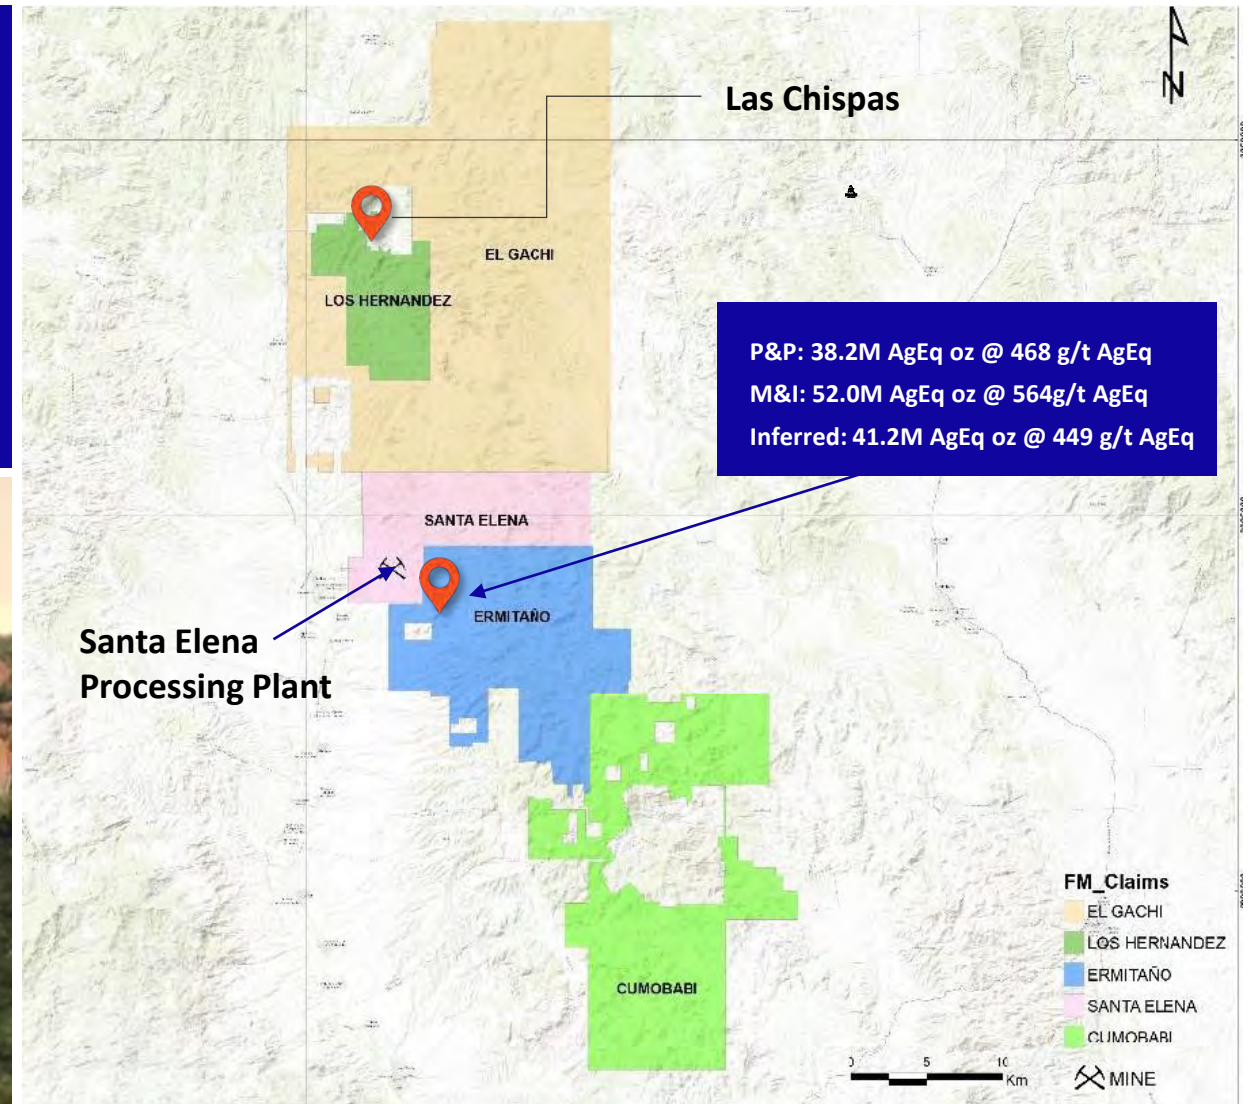 N
Las Chispas
EL GACHI
LOS HERNANDEZ
P&P: 38.2M AgEq oz @ 468 g/t AgEq
M&I: 52.0M AgEq oz @ 564g/t AgEq
Inferred: 41.2M AgEq oz @ 449 g/t AgEq
SANTA ELENA
ERMITAÑO
Santa Elena
Processing Plant
CUMOBABI
FM_Claims
EL GACHI
LOS HERNANDEZ
ERMITAÑO
SANTA ELENA
CUMOBABI
0 5 10
Km
MINE